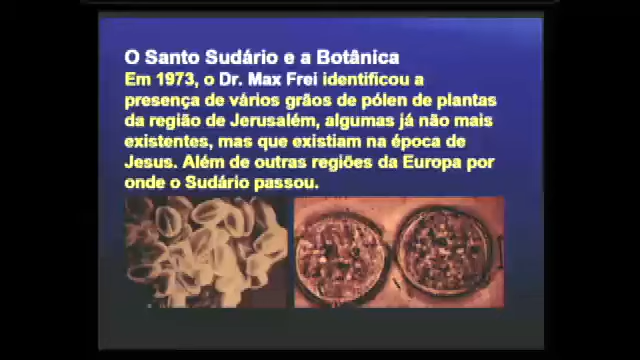 O Santo Sudário e a Botânica
Em 1973, o Dr. Max Frei identificou a
presença de vários grãos de pólen de plantas
da região de Jerusalém, algumas já não mais
existentes, mas que existiam na época de
Jesus. Além de outras regiões da Europa por
onde o Sudário passou.